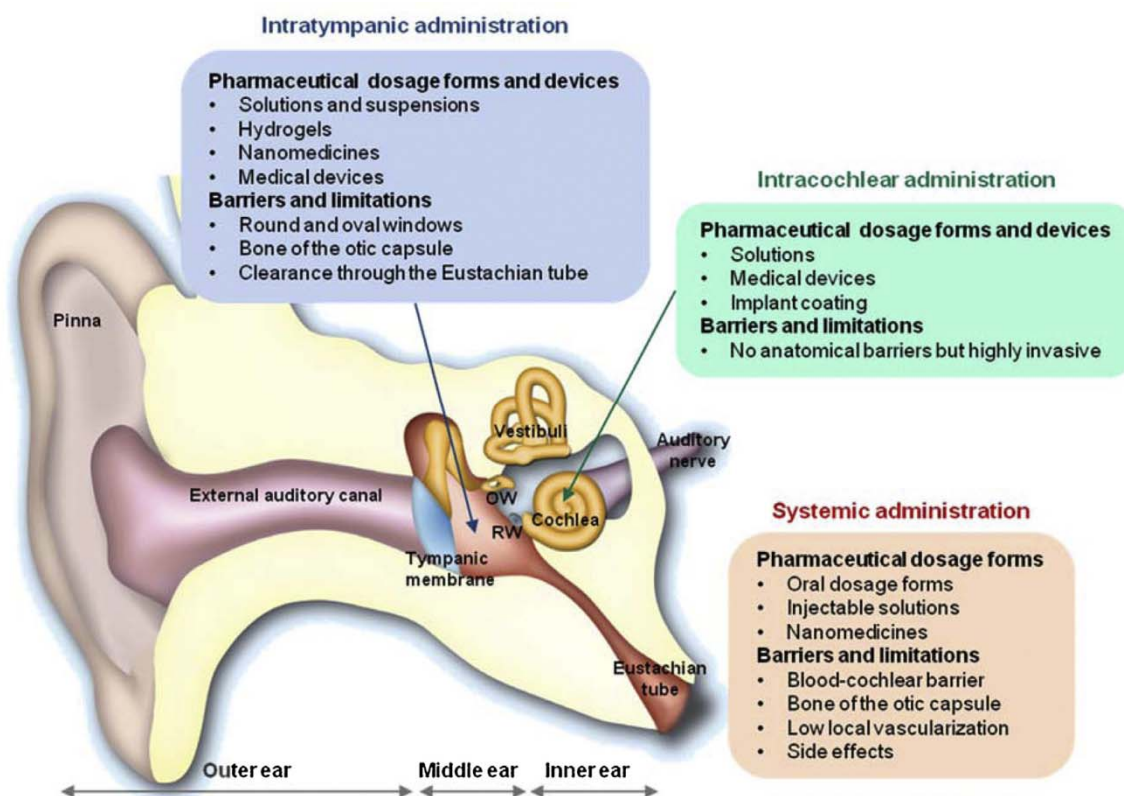 Intratympanic administration
Pharmaceutical dosage forms and devices
• Solutions and suspensions
• Hydrogels
• Nanomedicines
• Medical devices
Barriers and limitations
• Round and oval windows
• Bone of the otic capsule
• Clearance through the Eustachian tube
Intracochlear administration
Pharmaceutical dosage forms and devices
• Solutions
• Medical devices
• Implant coating
Barriers and limitations
• No anatomical barriers but highly invasive
Pinna
Vestibuli
Auditory
nerve
External auditory canal
OW
Cochlea
RW
Tympanic
membrane
Eustachian
tube
Systemic administration
Pharmaceutical dosage forms
• Oral dosage forms
• Injectable solutions
• Nanomedicines
Barriers and limitations
• Blood-cochlear barrier
• Bone of the otic capsule
• Low local vascularization
• Side effects
Outer ear
Middle ear
Inner ear